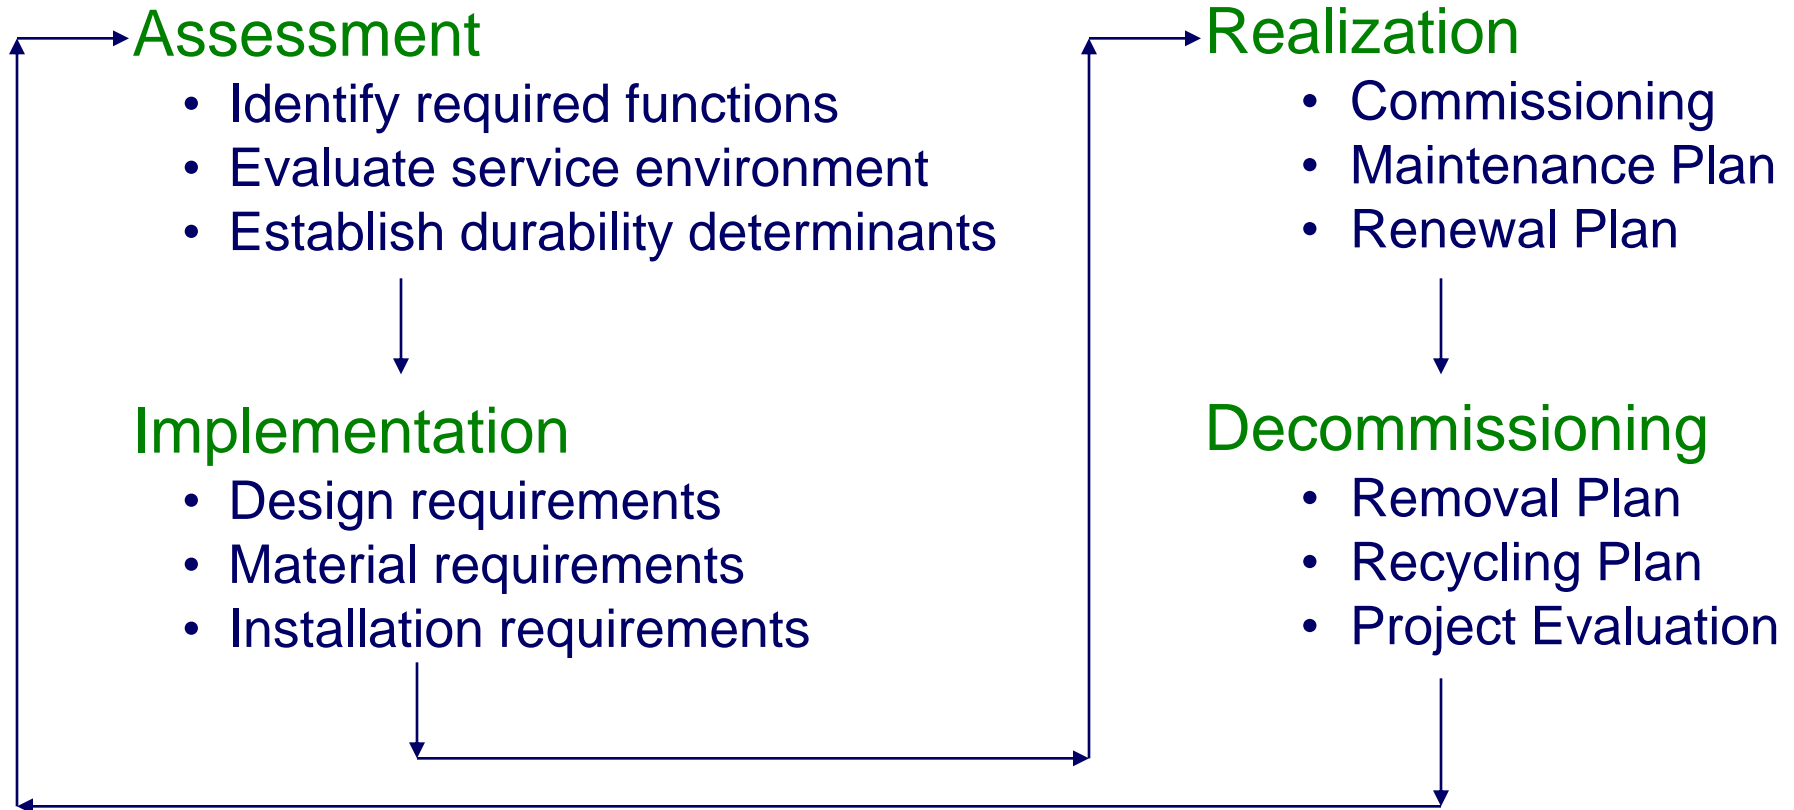 Assessment
• Identify required functions
• Evaluate service environment
• Establish durability determinants
Implementation
• Design requirements
• Material requirements
• Installation requirements
Realization
• Commissioning
• Maintenance Plan
• Renewal Plan
Decommissioning
• Removal Plan
• Recycling Plan
• Project Evaluation